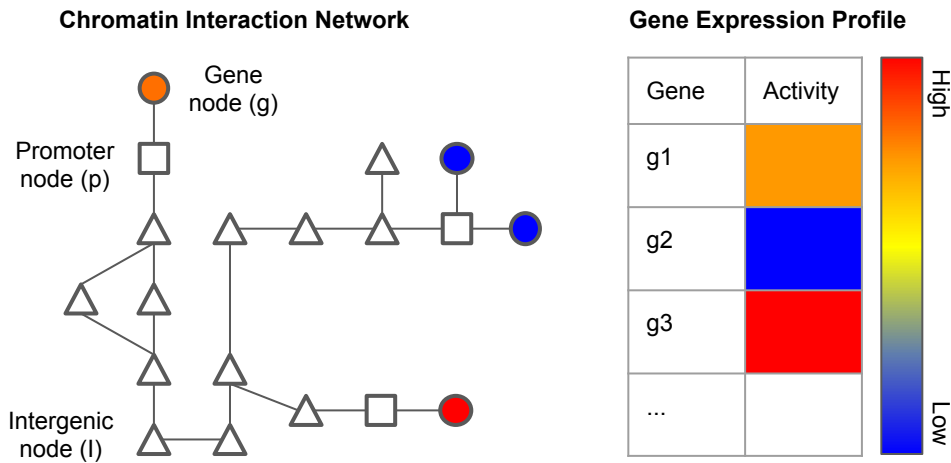 Chromatin Interaction Network
Gene
node (g)
Promoter
node (p)
Intergenic
node (I)
Gene Expression Profile
Gene Activity
g1
g2
g3
...
High
Low